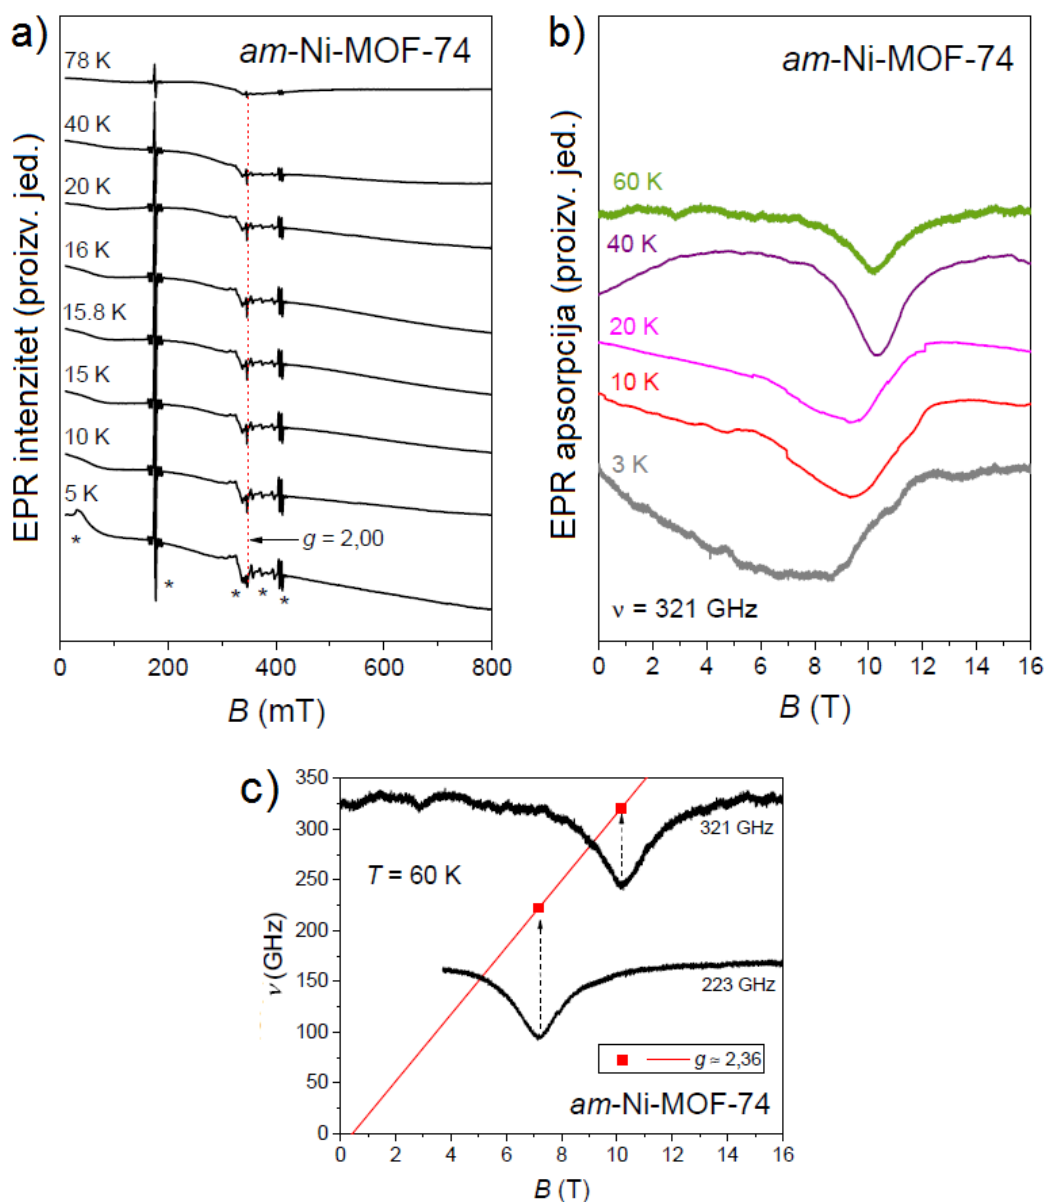 a)
am-Ni-MOF-74
78 K
40 K
20 K
16 K
15.8 K
15 K
10 K
5 K
*
* * * *
g = 2,00
EPR intenzitet (proizv. jed.)
0 200 400 600 800
B (mT)
b)
am-Ni-MOF-74
60 K
40 K
20 K
10 K
3 K
ν = 321 GHz
EPR apsorpcija (proizv. jed.)
0 2 4 6 8 10 12 14 16
B (T)
c)
350
300
250
200
150
100
50
0
ν (GHz)
321 GHz
T = 60 K
223 GHz
g ≃ 2,36
am-Ni-MOF-74
0 2 4 6 8 10 12 14 16
B (T)